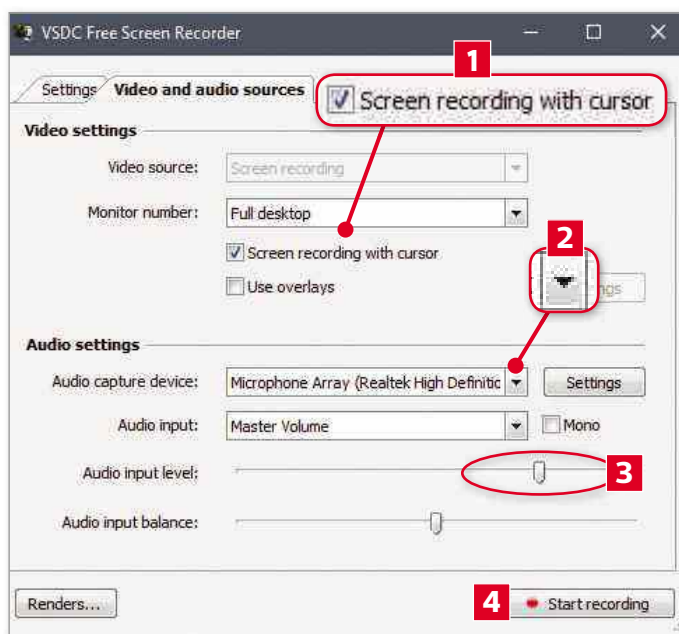 VSDC Free Screen Recorder
1
Settings Video and audio sources
Screen recording with cursor
Video settings
Video source: Screen recording
Monitor number: Full desktop
Screen recording with cursor
2
Use overlays
Audio settings
Audio capture device: Microphone Array (Realtek High Definitic Settings
Audio input: Master Volume Mono
Audio input level: 3
Audio input balance:
Renders... 4 Start recording